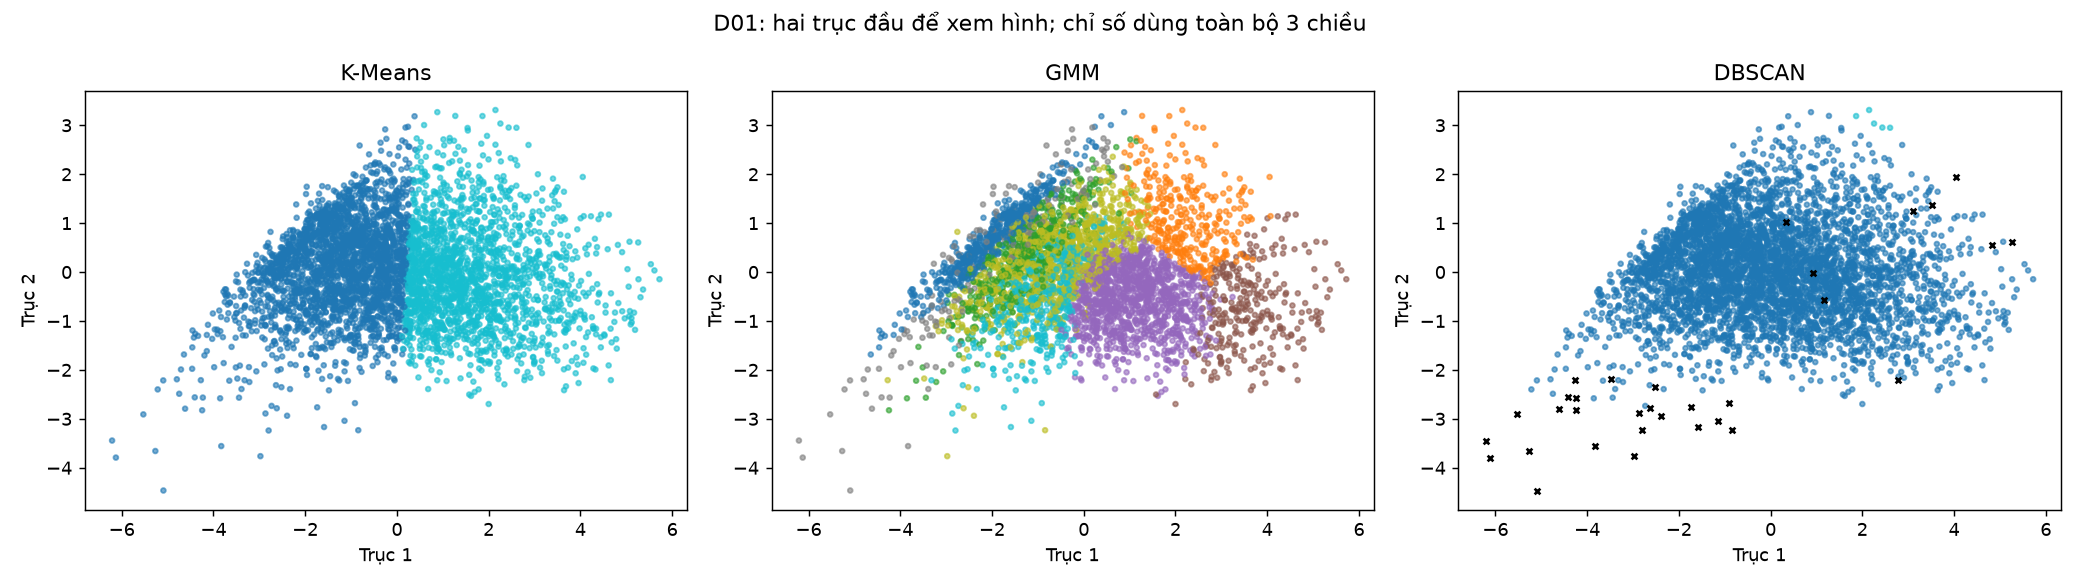 D01: hai trục đầu để xem hình; chỉ số dùng toàn bộ 3 chiều
K-Means
3
2
1
0
−1
−2
−3
−4
Trục 2
−6 −4 −2 0 2 4 6
Trục 1
GMM
3
2
1
0
−1
−2
−3
−4
Trục 2
−6 −4 −2 0 2 4 6
Trục 1
DBSCAN
3
2
1
0
−1
−2
−3
−4
Trục 2
−6 −4 −2 0 2 4 6
Trục 1